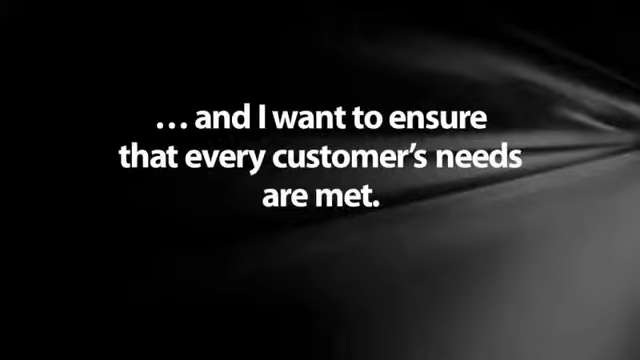 … and I want to ensure
that every customer’s needs
are met.